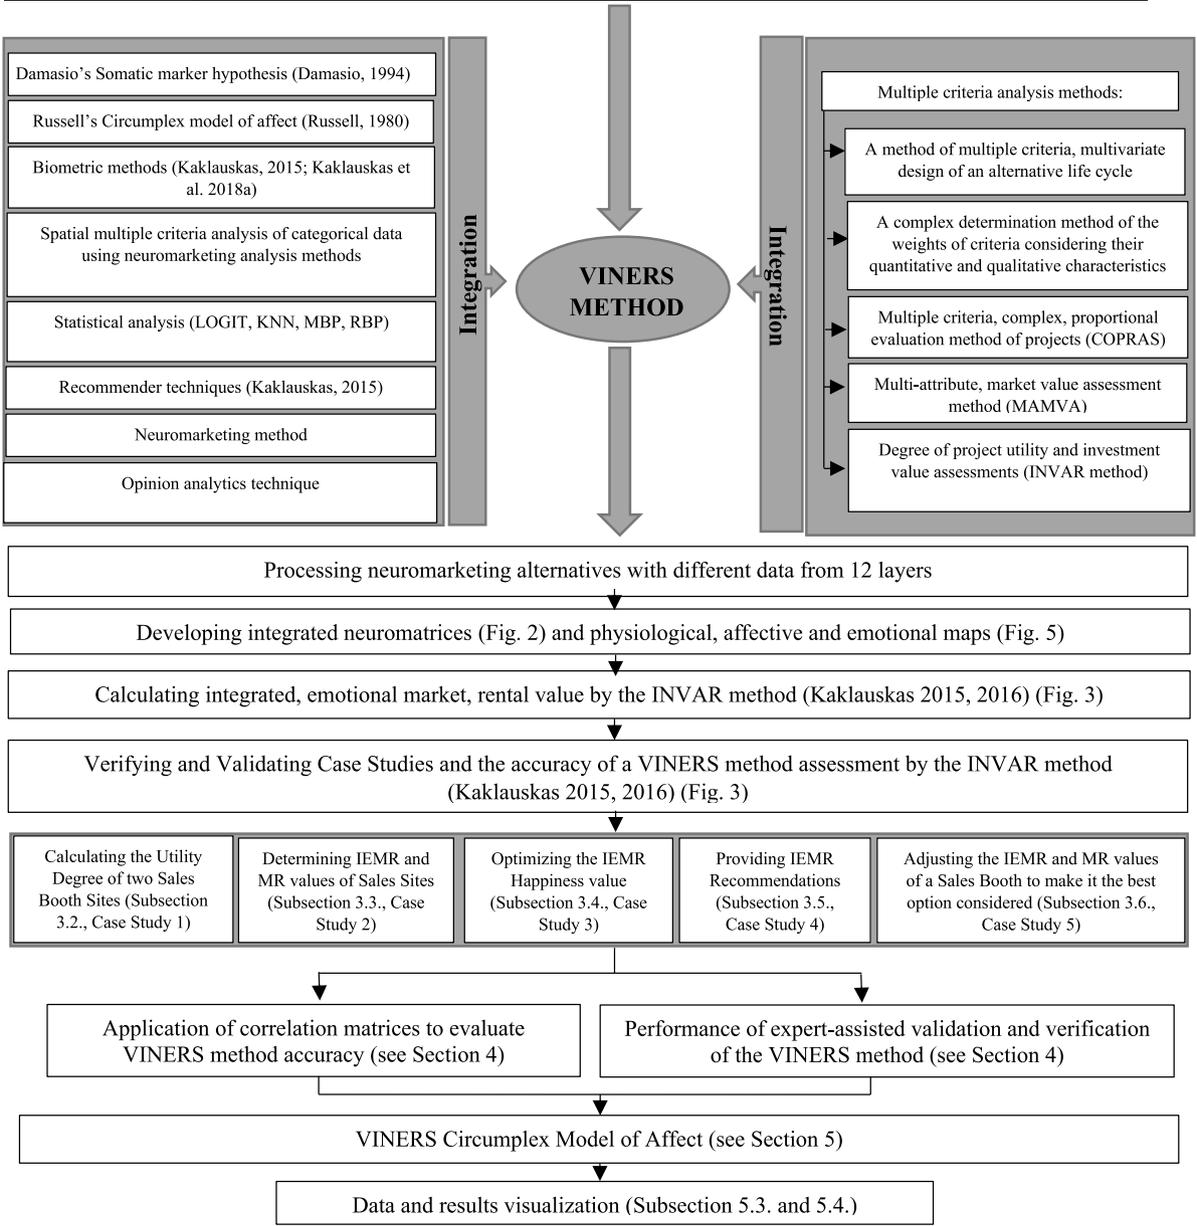 Damasio's Somatic marker hypothesis (Damasio, 1994)
Russell's Circumplex model of affect (Russell, 1980)
Biometric methods (Kaklauskas, 2015; Kaklauskas et
al. 2018a)
Spatial multiple criteria analysis of categorical data
using neuromarketing analysis methods
Statistical analysis (LOGIT, KNN, MBP, RBP)
Recommender techniques (Kaklauskas, 2015)
Neuromarketing method
Opinion analytics technique
Integration
VINERS
METHOD
Integration
Multiple criteria analysis methods:
A method of multiple criteria, multivariate
design of an alternative life cycle
A complex determination method of the
weights of criteria considering their
quantitative and qualitative characteristics
Multiple criteria, complex, proportional
evaluation method of projects (COPRAS)
Multi-attribute, market value assessment
method (MAMVA)
Degree of project utility and investment
value assessments (INVAR method)
Processing neuromarketing alternatives with different data from 12 layers
Developing integrated neuromatrices (Fig. 2) and physiological, affective and emotional maps (Fig. 5)
Calculating integrated, emotional market, rental value by the INVAR method (Kaklauskas 2015, 2016) (Fig. 3)
Verifying and Validating Case Studies and the accuracy of a VINERS method assessment by the INVAR method
(Kaklauskas 2015, 2016) (Fig. 3)
Calculating the Utility
Degree of two Sales
Booth Sites (Subsection
3.2., Case Study 1)
Determining IEMR and
MR values of Sales Sites
(Subsection 3.3., Case
Study 2)
Optimizing the IEMR
Happiness value
(Subsection 3.4., Case
Study 3)
Providing IEMR
Recommendations
(Subsection 3.5.,
Case Study 4)
Adjusting the IEMR and MR values
of a Sales Booth to make it the best
option considered (Subsection 3.6.,
Case Study 5)
Application of correlation matrices to evaluate
VINERS method accuracy (see Section 4)
Performance of expert-assisted validation and verification
of the VINERS method (see Section 4)
VINERS Circumplex Model of Affect (see Section 5)
Data and results visualization (Subsection 5.3. and 5.4.)